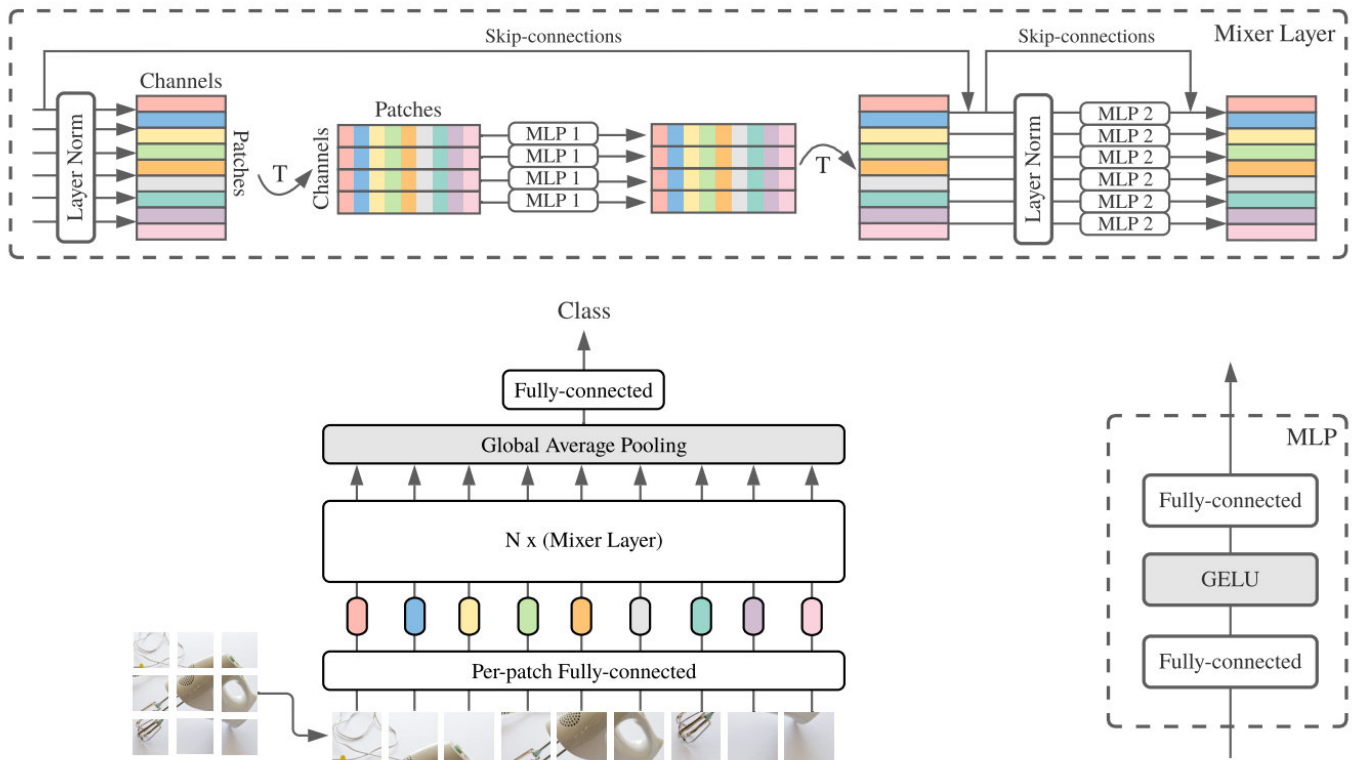 Skip-connections
Skip-connections
Mixer Layer
Channels
Layer Norm
Patches
T
Patches
Channels
MLP 1
MLP 1
MLP 1
MLP 1
T
Layer Norm
MLP 2
MLP 2
MLP 2
MLP 2
MLP 2
MLP 2
Class
Fully-connected
Global Average Pooling
N x (Mixer Layer)
Per-patch Fully-connected
MLP
Fully-connected
GELU
Fully-connected